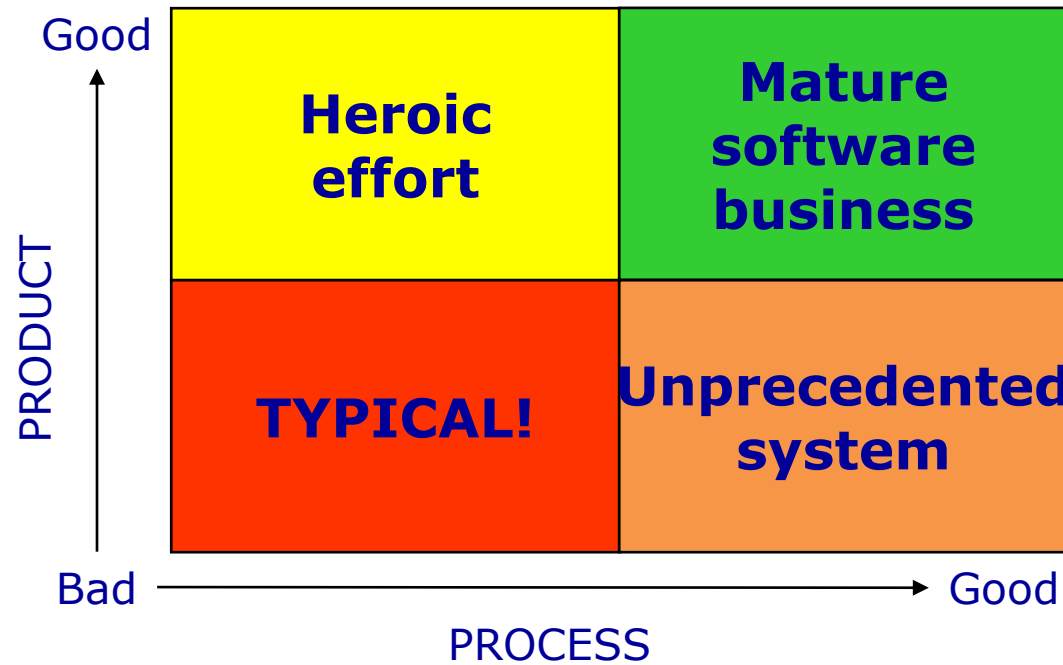 Good
Heroic
effort
Mature
software
business
PRODUCT
TYPICAL!
Unprecedented
system
Bad
Good
PROCESS